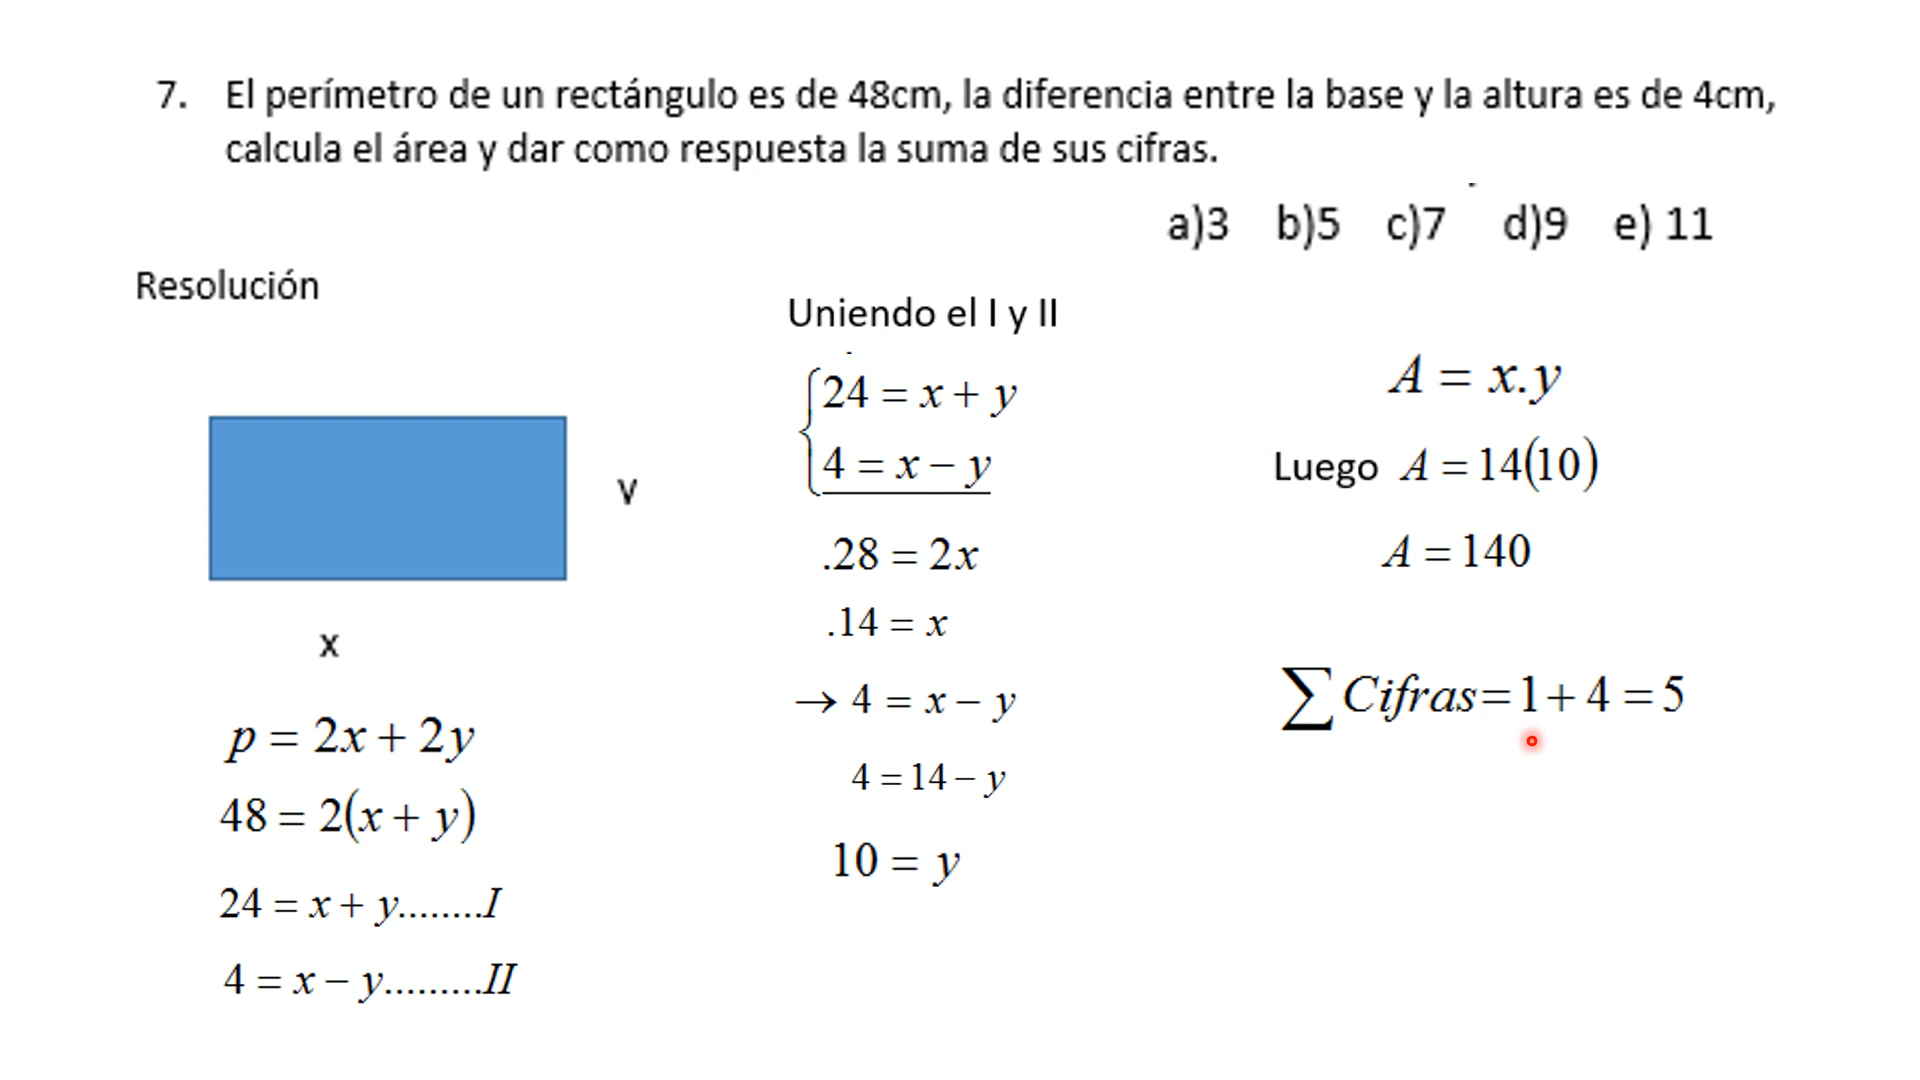 7. El perímetro de un rectángulo es de 48cm, la diferencia entre la base y la altura es de 4cm,
calcula el área y dar como respuesta la suma de sus cifras.
a)3 b)5 c)7 d)9 e) 11
Resolución
y
x
p = 2x + 2y
48 = 2(x + y)
24 = x + y........I
4 = x − y.........II
Uniendo el I y II
24 = x + y
4 = x − y
.28 = 2x
.14 = x
→ 4 = x − y
4 = 14 − y
10 = y
A = x.y
Luego A = 14(10)
A = 140
∑ Cifras = 1 + 4 = 5